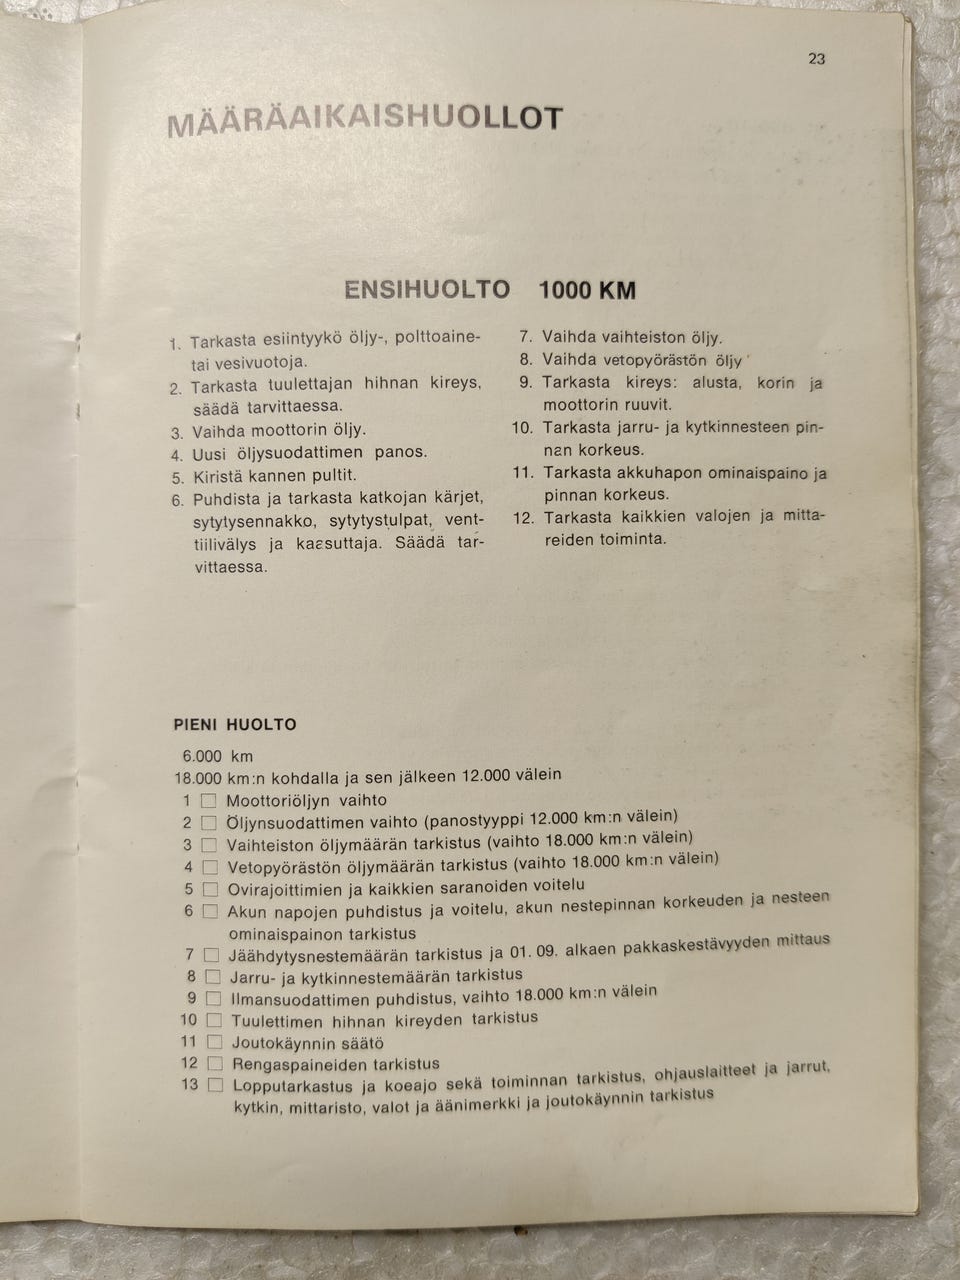 23
MÄÄRÄAIKAISHUOLLOT
ENSIHUOLTO 1000 KM
1. Tarkasta esiintyykö öljy-, polttoaine-
tai vesivuotoja.
2. Tarkasta tuulettajan hihnan kireys,
säädä tarvittaessa.
3. Vaihda moottorin öljy.
4. Uusi öljysuodattimen panos.
5. Kiristä kannen pultit.
6. Puhdista ja tarkasta katkojan kärjet,
sytytysennakko, sytytystulpat, vent-
tiilivälys ja kaasuttaja. Säädä tar-
vittaessa.
7. Vaihda vaihteiston öljy.
8. Vaihda vetopyörästön öljy
9. Tarkasta kireys: alusta, korin ja
moottorin ruuvit.
10. Tarkasta jarru- ja kytkinnesteen pin-
nan korkeus.
11. Tarkasta akkuhapon ominaispaino ja
pinnan korkeus.
12. Tarkasta kaikkien valojen ja mitta-
reiden toiminta.
PIENI HUOLTO
6.000 km
18.000 km:n kohdalla ja sen jälkeen 12.000 välein
1 □ Moottoriöljyn vaihto
2 □ Öljynsuodattimen vaihto (panostyyppi 12.000 km:n välein)
3 □ Vaihteiston öljymäärän tarkistus (vaihto 18.000 km:n välein)
4 □ Vetopyörästön öljymäärän tarkistus (vaihto 18.000 km:n välein)
5 □ Ovirajoittimien ja kaikkien saranoiden voitelu
6 □ Akun napojen puhdistus ja voitelu, akun nestepinnan korkeuden ja nesteen
ominaispainon tarkistus
7 □ Jäähdytysnestemäärän tarkistus ja 01.09. alkaen pakkaskestävyyden mittaus
8 □ Jarru- ja kytkinnestemäärän tarkistus
9 □ Ilmansuodattimen puhdistus, vaihto 18.000 km:n välein
10 □ Tuulettimen hihnan kireyden tarkistus
11 □ Joutokäynnin säätö
12 □ Rengaspaineiden tarkistus
13 □ Lopputarkastus ja koeajo sekä toiminnan tarkistus, ohjauslaitteet ja jarrut,
kytkin, mittaristo, valot ja äänimerkki ja joutokäynnin tarkistus